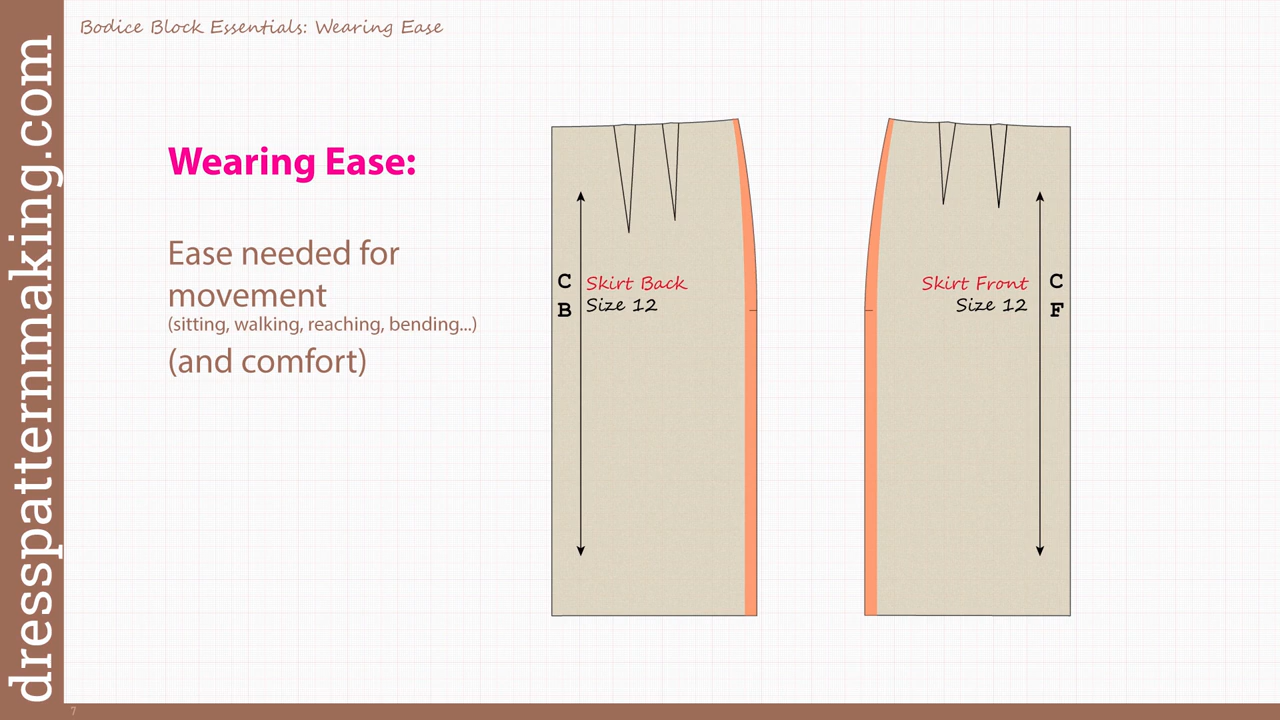 dresspatternmaking.com
Bodice Block Essentials: Wearing Ease
Wearing Ease:
Ease needed for
movement
(sitting, walking, reaching, bending...)
(and comfort)
C
B
Skirt Back
Size 12
Skirt Front
Size 12
C
F
7